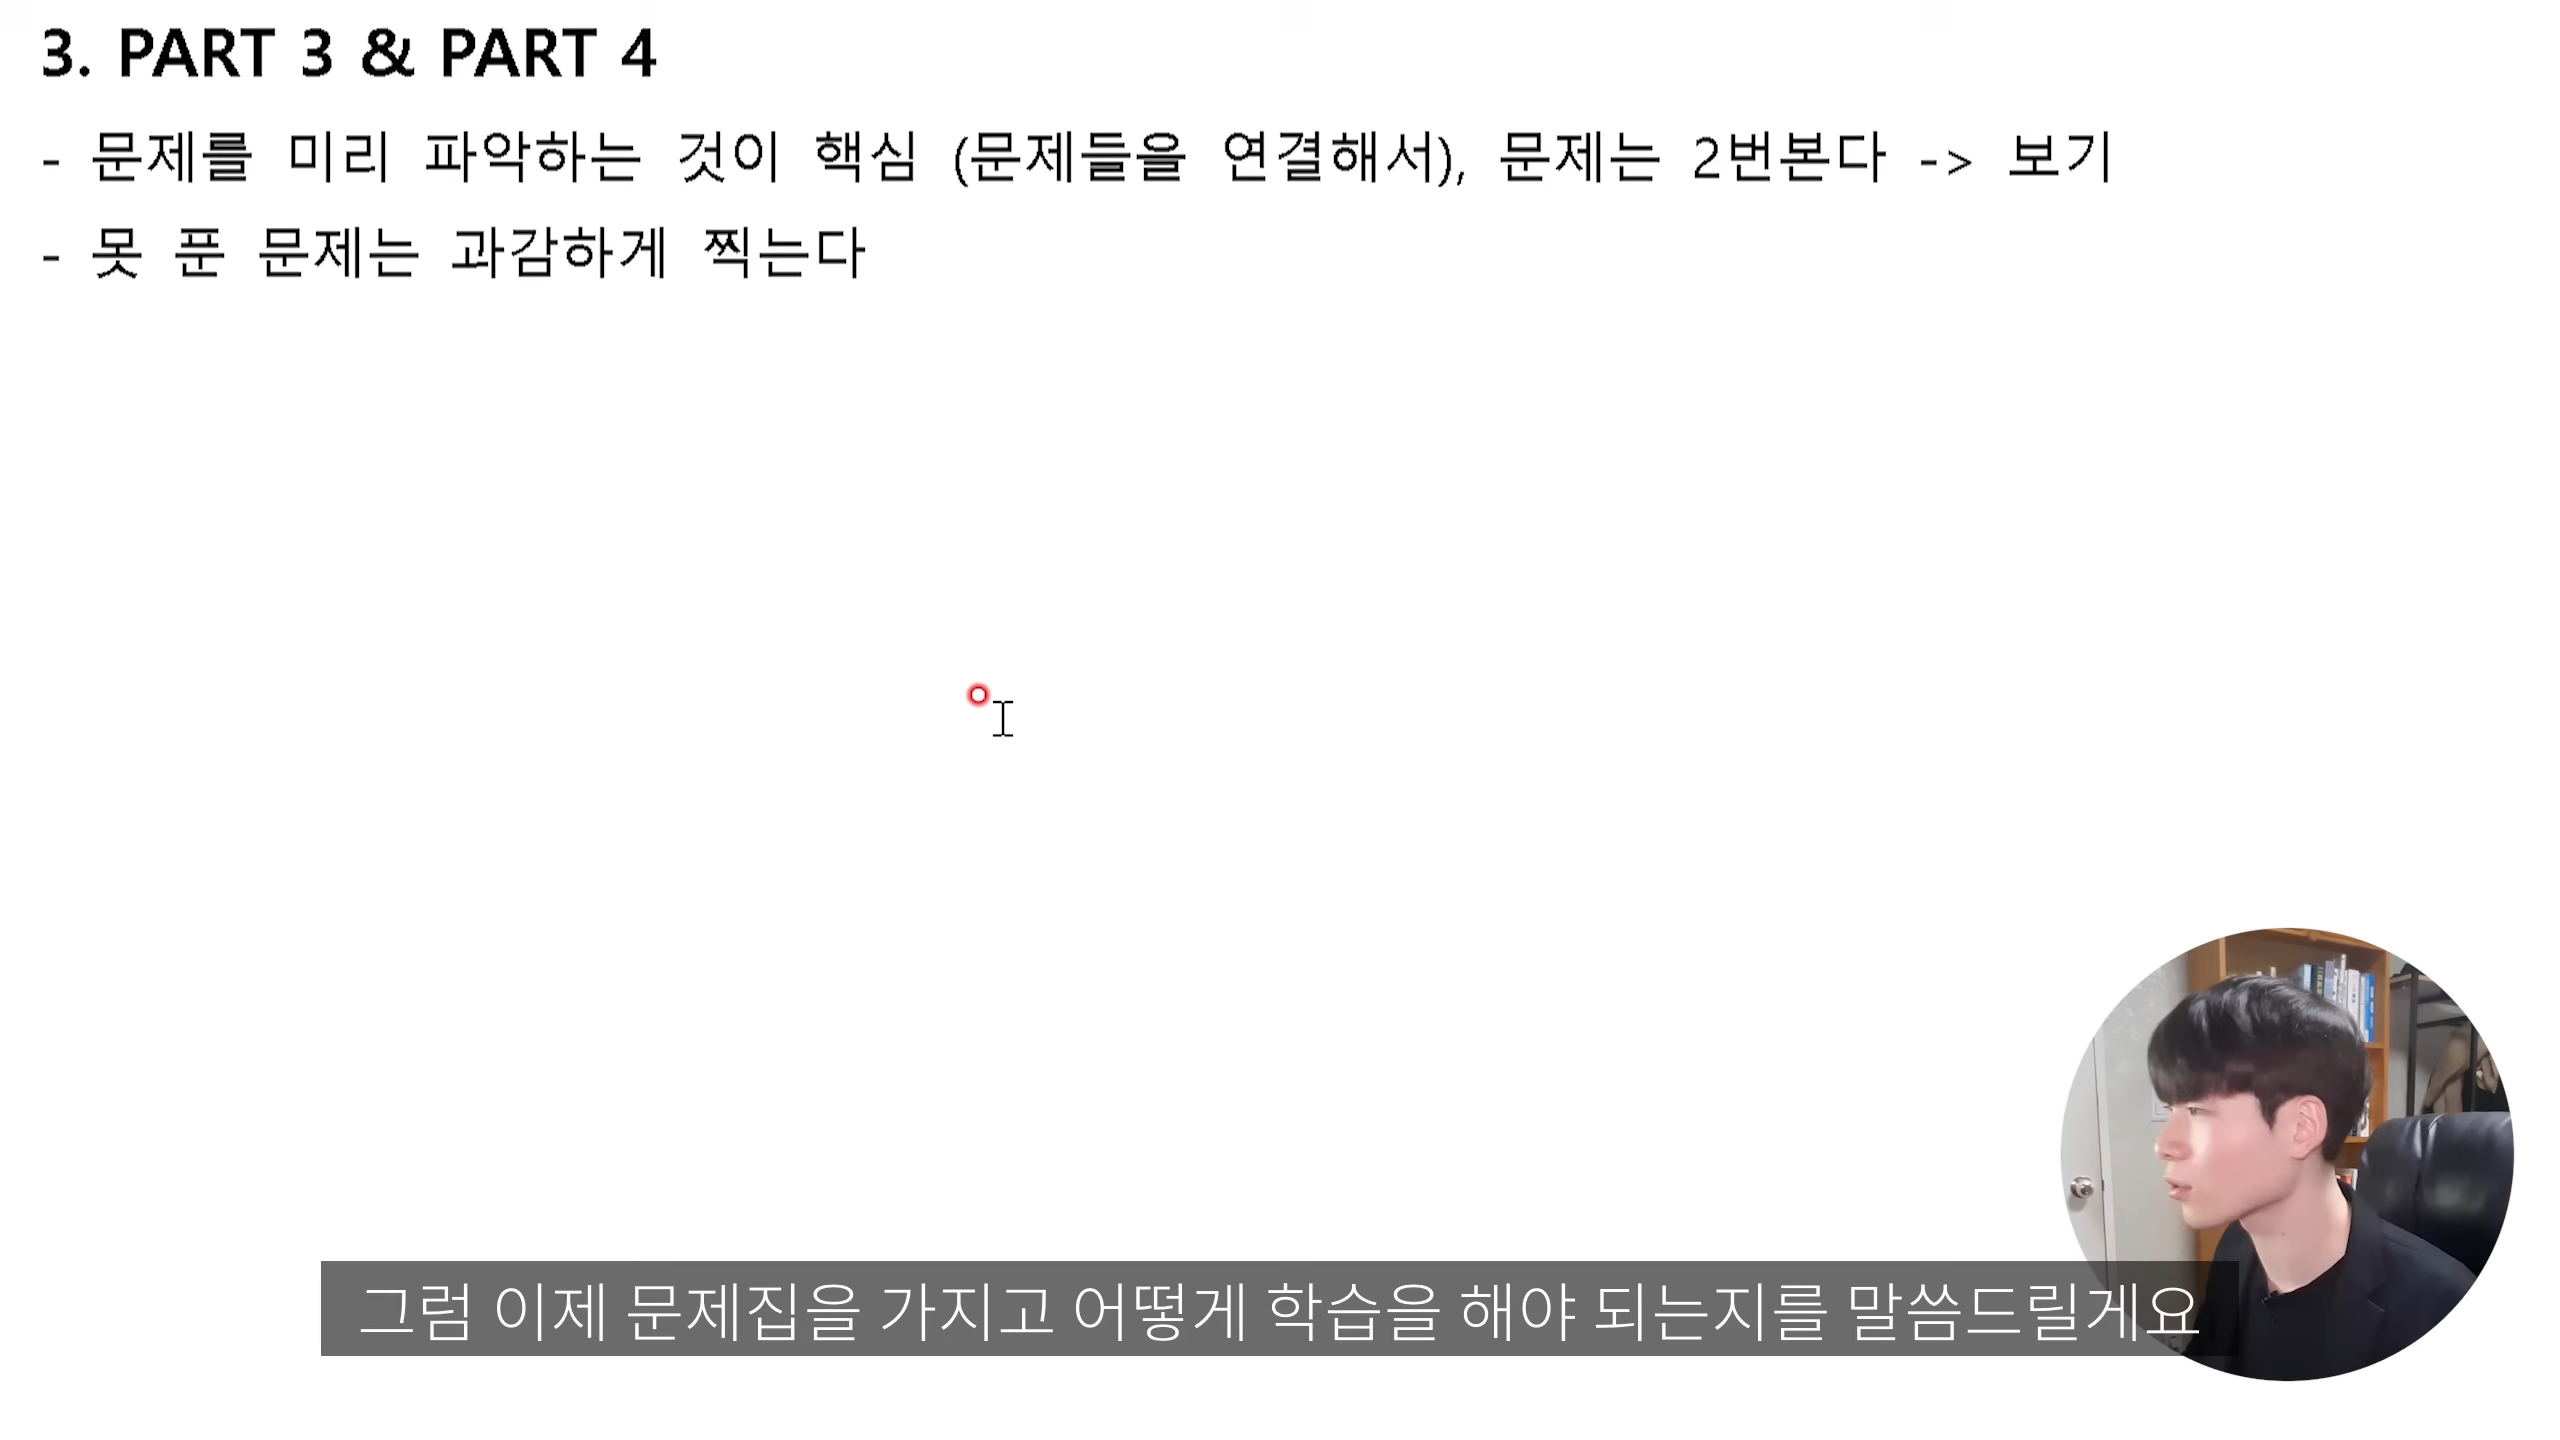 3. PART 3 & PART 4
- 문제를 미리 파악하는 것이 핵심 (문제들을 연결해서), 문제는 2번본다 -> 보기
- 못 푼 문제는 과감하게 찍는다
그럼 이제 문제집을 가지고 어떻게 학습을 해야 되는지를 말씀드릴게요